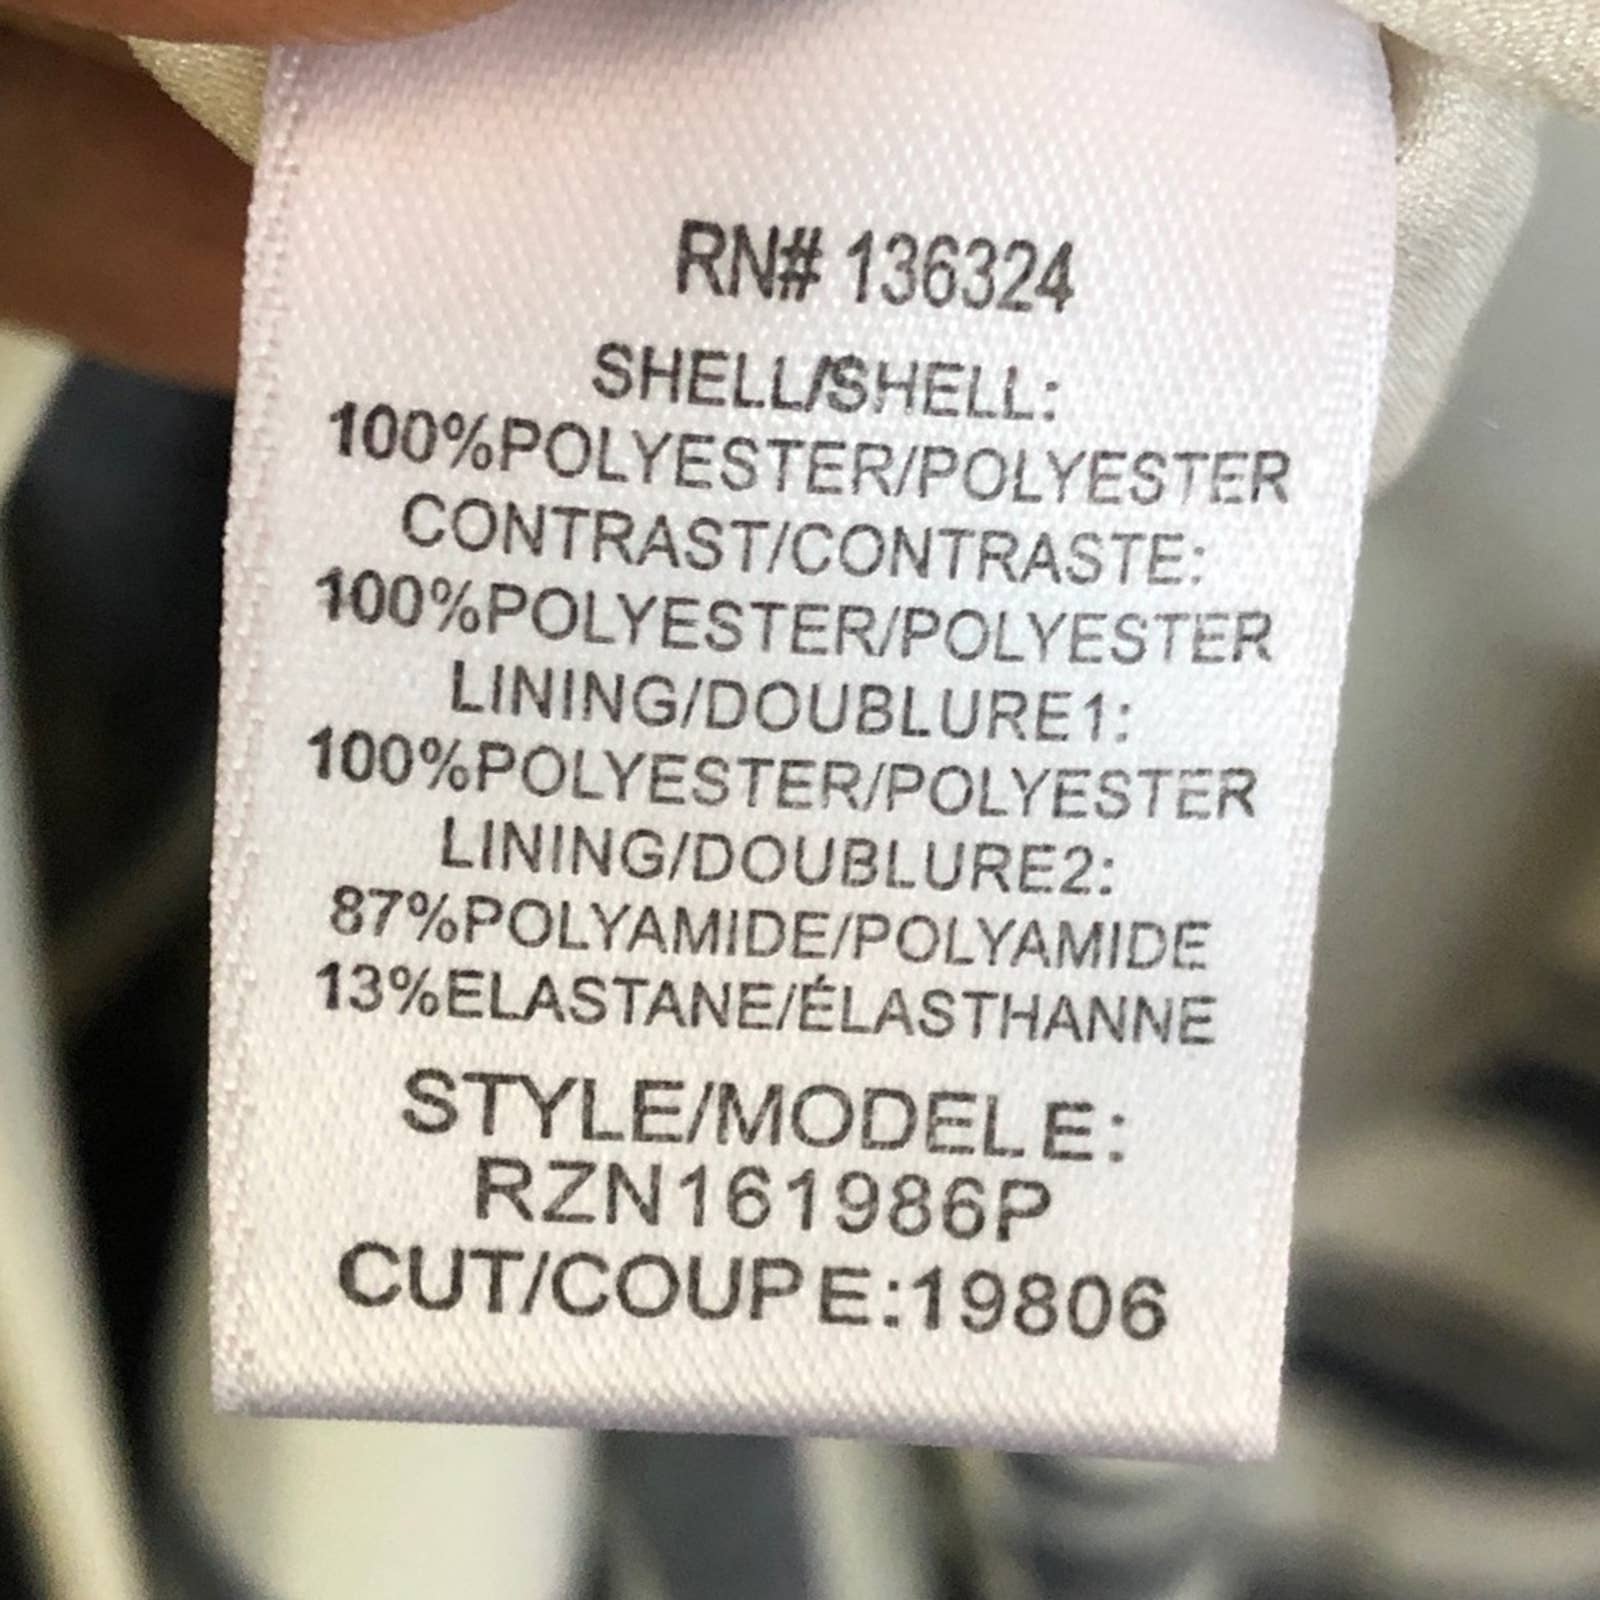 RN# 136324
SHELL/SHELL:
100%POLYESTER/POLYESTER
CONTRAST/CONTRASTE:
100%POLYESTER/POLYESTER
LINING/DOUBLURE1:
100%POLYESTER/POLYESTER
LINING/DOUBLURE2:
87%POLYAMIDE/POLYAMIDE
13%ELASTANE/ÉLASTHANNE
STYLE/MODELE:
RZN161986P
CUT/COUPE:19806